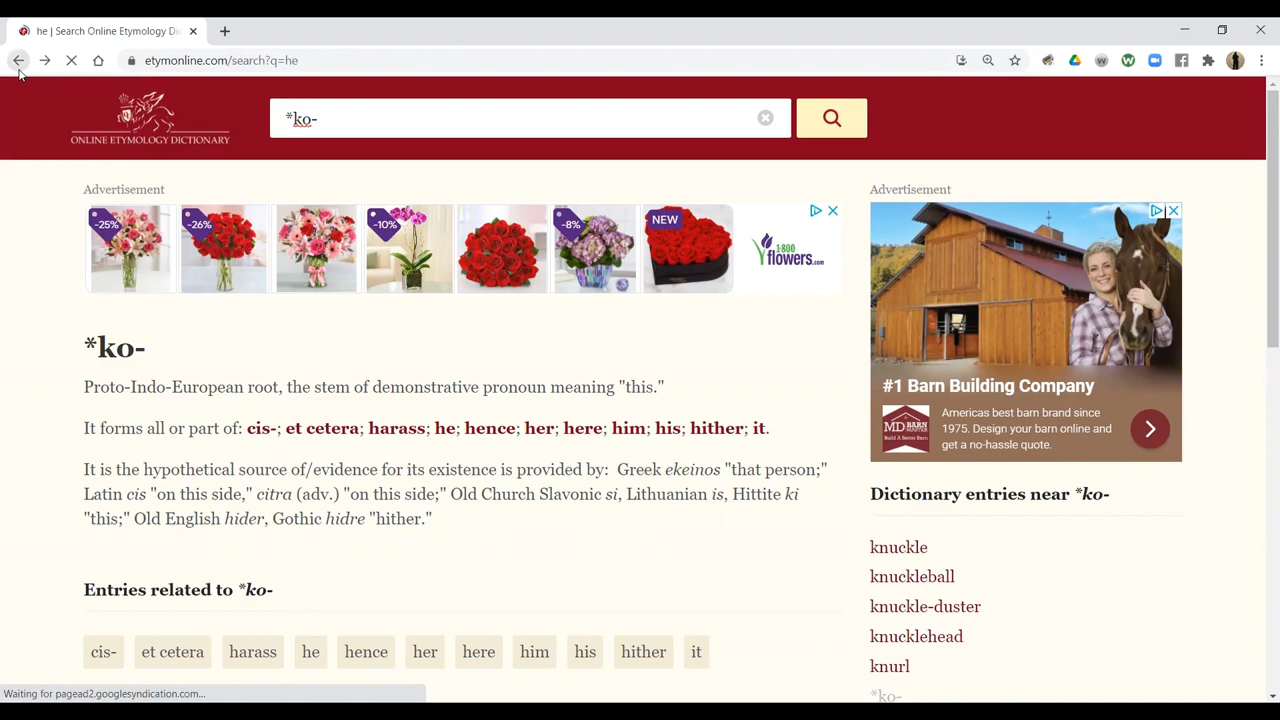 he | Search Online Etymology Di
etymonline.com/search?q=he
ONLINE ETYMOLOGY DICTIONARY
*ko-
Advertisement
-25%
-26%
-10%
-8%
NEW
1-800
flowers.com
*ko-
Proto-Indo-European root, the stem of demonstrative pronoun meaning "this."
It forms all or part of: cis-; et cetera; harass; he; hence; her; here; him; his; hither; it.
It is the hypothetical source of/evidence for its existence is provided by: Greek ekeinos "that person;"
Latin cis "on this side," citra (adv.) "on this side;" Old Church Slavonic si, Lithuanian is, Hittite ki
"this;" Old English hider, Gothic hidre "hither."
Entries related to *ko-
cis- et cetera harass he hence her here him his hither it
Advertisement
#1 Barn Building Company
MD BARN
Americas best barn brand since
1975. Design your barn online and
get a no-hassle quote.
Dictionary entries near *ko-
knuckle
knuckleball
knuckle-duster
knucklehead
knurl
*ko-
Waiting for pagead2.googlesyndication.com...